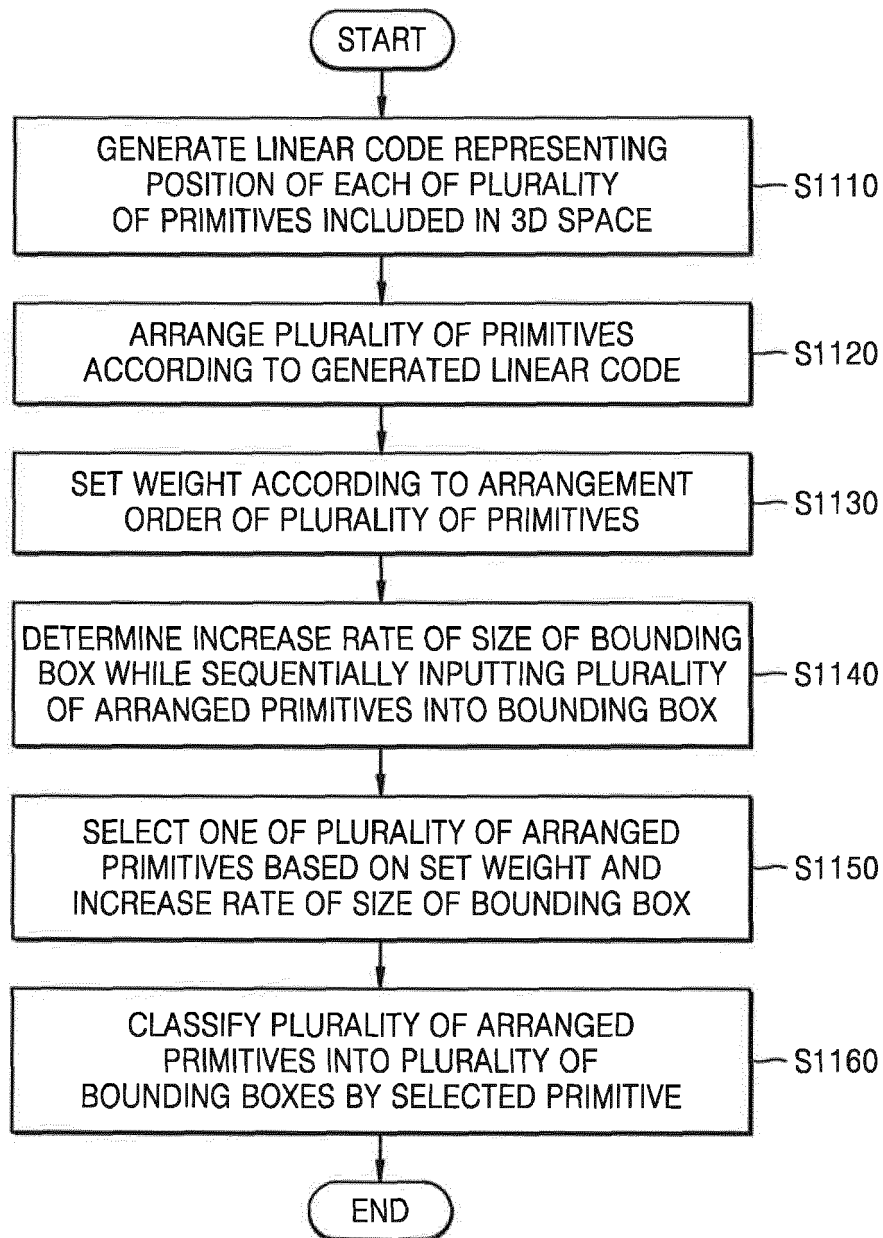 START
GENERATE LINEAR CODE REPRESENTING
POSITION OF EACH OF PLURALITY
OF PRIMITIVES INCLUDED IN 3D SPACE
S1110
ARRANGE PLURALITY OF PRIMITIVES
ACCORDING TO GENERATED LINEAR CODE
S1120
SET WEIGHT ACCORDING TO ARRANGEMENT
ORDER OF PLURALITY OF PRIMITIVES
S1130
DETERMINE INCREASE RATE OF SIZE OF BOUNDING
BOX WHILE SEQUENTIALLY INPUTTING PLURALITY
OF ARRANGED PRIMITIVES INTO BOUNDING BOX
S1140
SELECT ONE OF PLURALITY OF ARRANGED
PRIMITIVES BASED ON SET WEIGHT AND
INCREASE RATE OF SIZE OF BOUNDING BOX
S1150
CLASSIFY PLURALITY OF ARRANGED
PRIMITIVES INTO PLURALITY OF
BOUNDING BOXES BY SELECTED PRIMITIVE
S1160
END